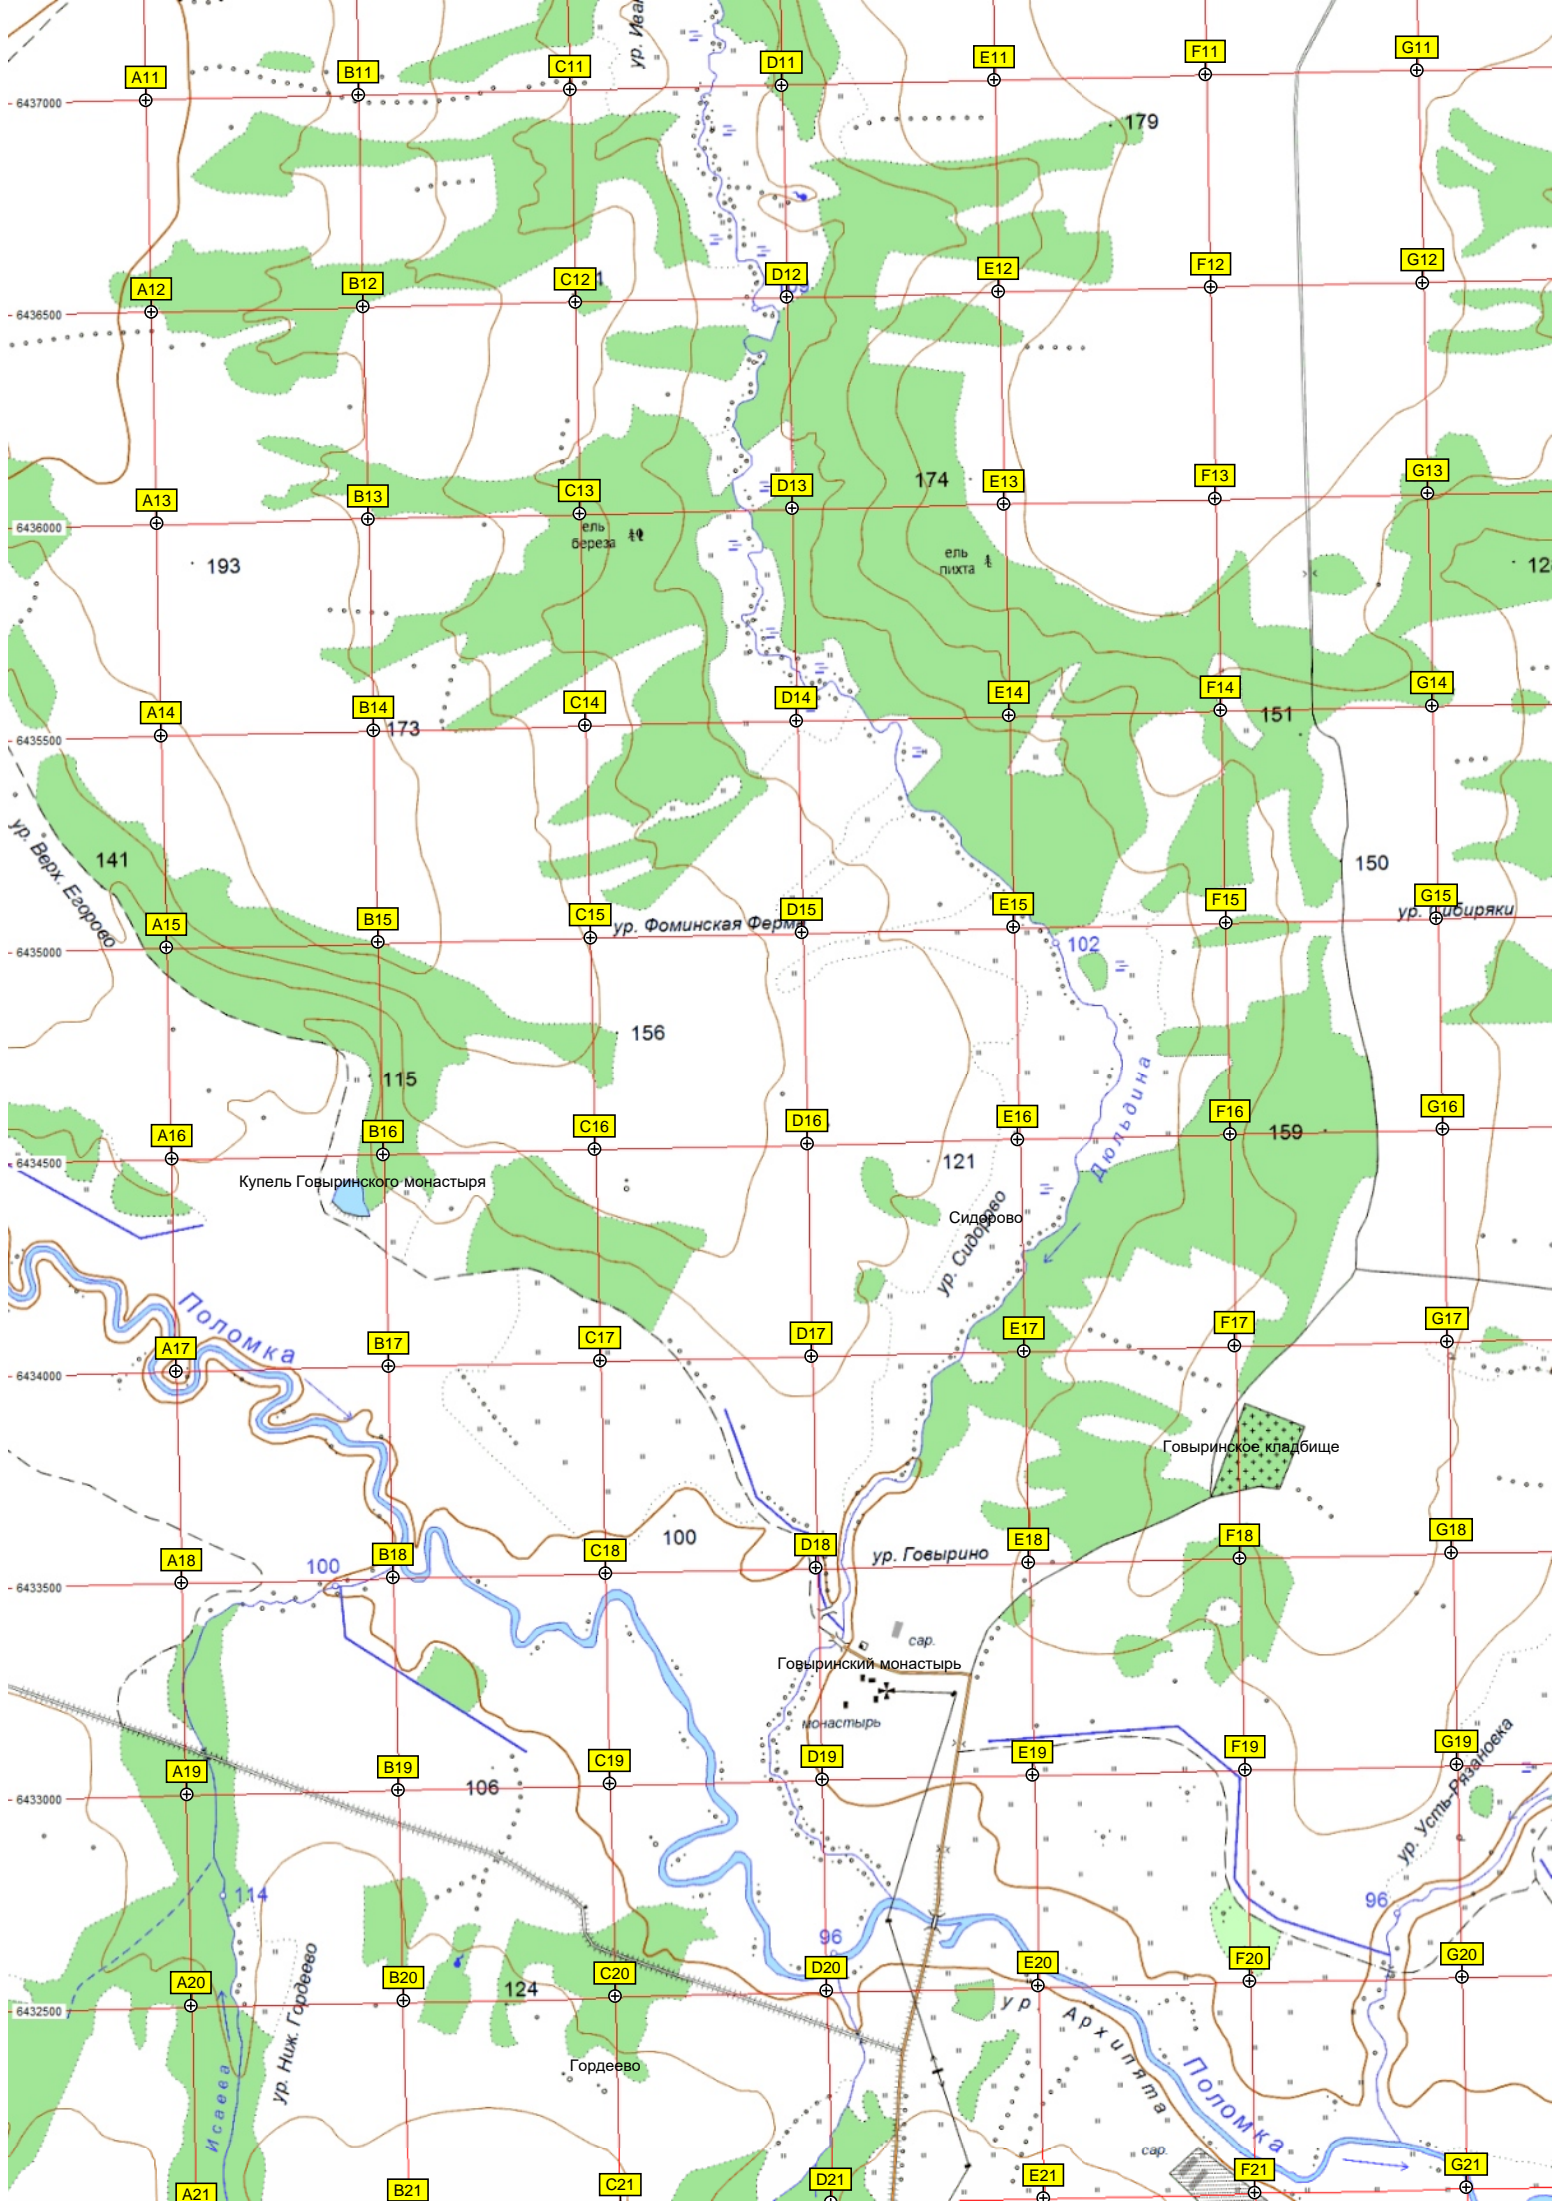 ур. Иван
A11 B11 C11 D11 E11 F11 G11
6437000
179
A12 B12 C12 D12 E12 F12 G12
6436500
174
A13 B13 C13 D13 E13 F13 G13
6436000
ель
береза
ель
пихта
193
12
A14 B14 C14 D14 E14 F14 G14
173
151
6435500
ур. Верх. Егорово
141
150
A15 B15 C15 D15 E15 F15 G15
ур. Фоминская Ферма
ур. Сибиряки
102
6435000
156
115
Дюльдина
A16 B16 C16 D16 E16 F16 G16
159
6434500
121
Купель Говыринского монастыря
Сидорово
ур. Сидорово
Поломка
A17 B17 C17 D17 E17 F17 G17
6434000
Говыринское кладбище
100
A18 B18 C18 D18 E18 F18 G18
100
ур. Говырино
6433500
сар.
Говыринский монастырь
монастырь
A19 B19 C19 D19 E19 F19 G19
106
6433000
ур. Усть-Рязановка
114
96
96
A20 B20 C20 D20 E20 F20 G20
124
6432500
ур. Ниж. Гордеево
ур Архипята
Гордеево
Исаева
Поломка
сар.
A21 B21 C21 D21 E21 F21 G21